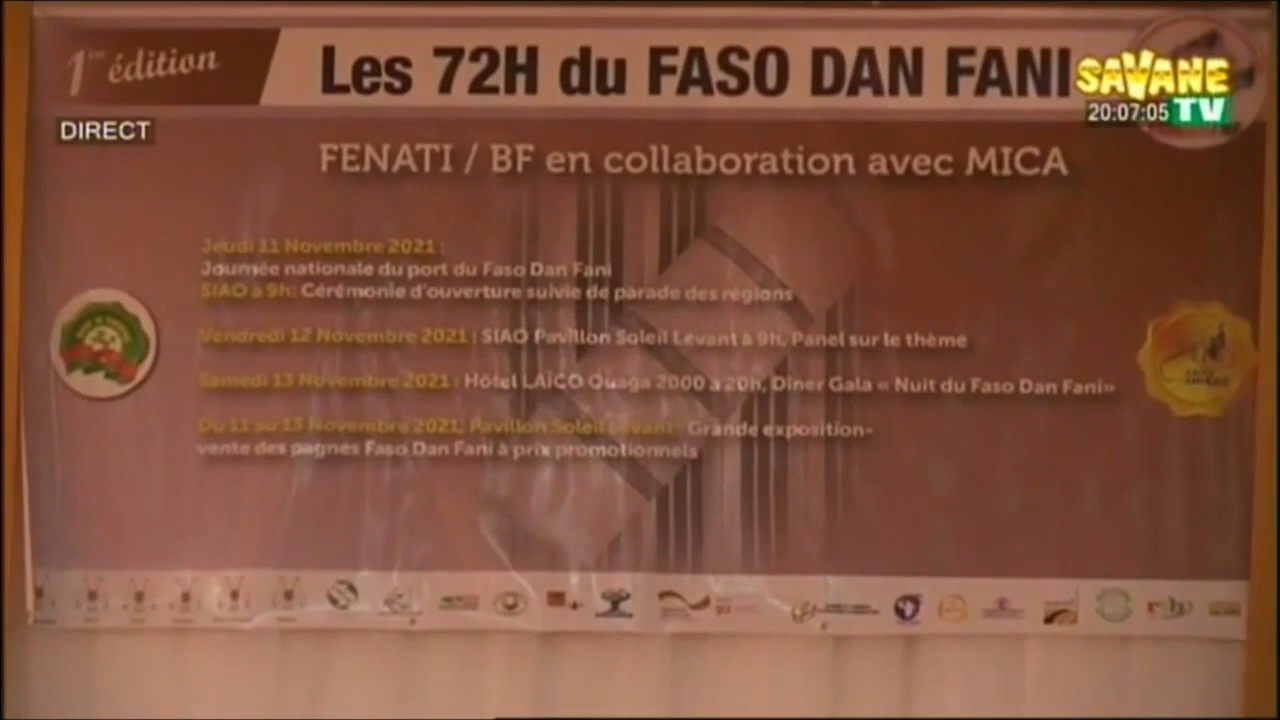 1ère édition
Les 72H du FASO DAN FANI
SAVANE
20:07:05 TV
DIRECT
FENATI / BF en collaboration avec MICA
Jeudi 11 Novembre 2021 :
Journée nationale du port du Faso Dan Fani
SIAO à 9h: Cérémonie d'ouverture suivie de parade des régions
Vendredi 12 Novembre 2021 : SIAO Pavillon Soleil Levant à 9h, Panel sur le thème
Samedi 13 Novembre 2021 : Hôtel LAÏCO Ouaga 2000 à 20h, Dîner Gala « Nuit du Faso Dan Fani»
Du 11 au 13 Novembre 2021, Pavillon Soleil Levant : Grande exposition-
vente des pagnes Faso Dan Fani à prix promotionnels